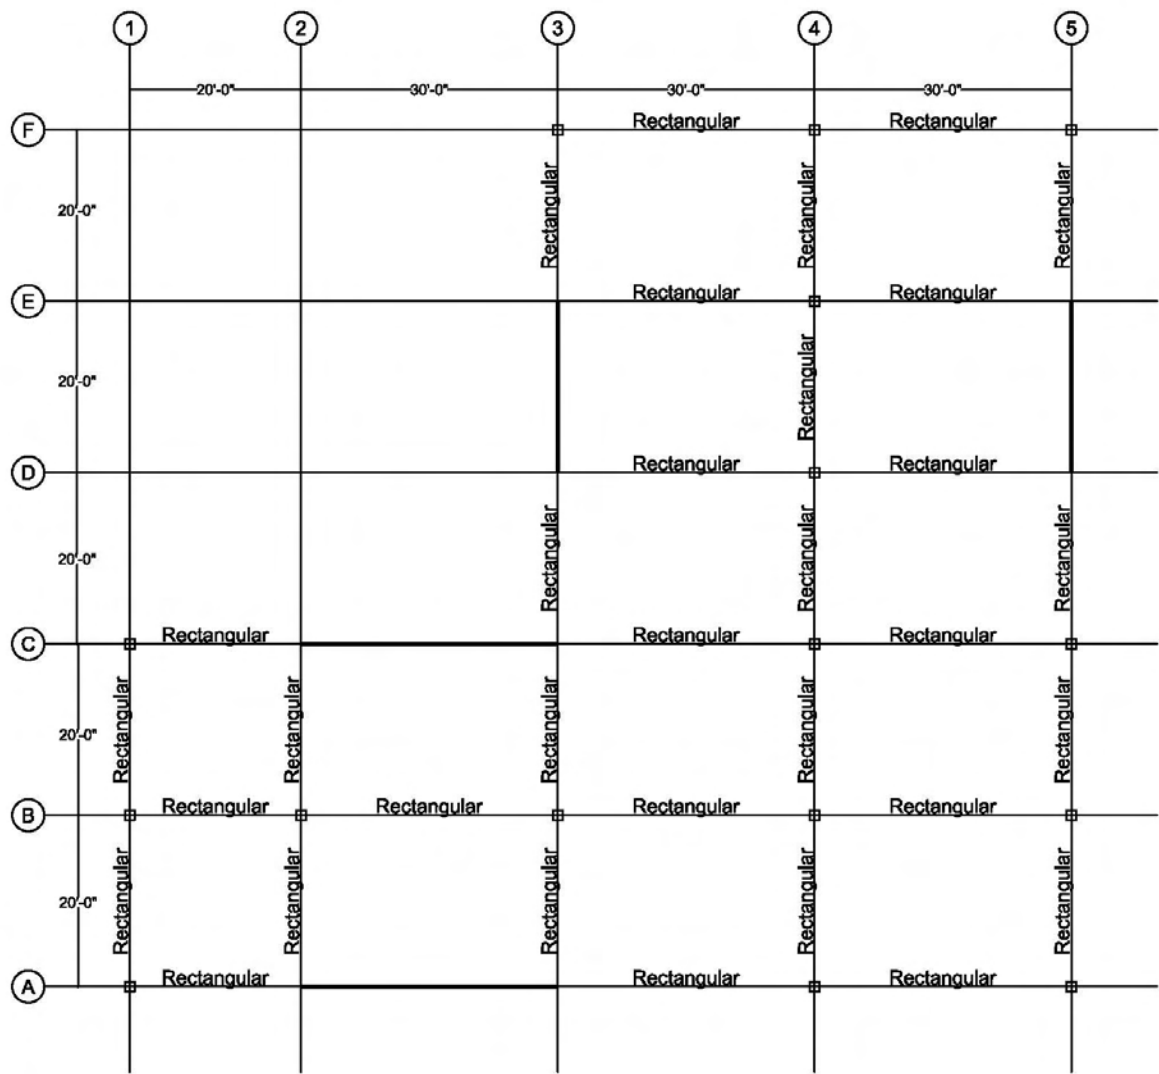 1 2 3 4 5
20'-0" 30'-0" 30'-0" 30'-0"
F Rectangular Rectangular
20'-0" Rectangular Rectangular Rectangular
E Rectangular Rectangular
20'-0" Rectangular
D Rectangular Rectangular
20'-0" Rectangular Rectangular Rectangular
C Rectangular Rectangular Rectangular
20'-0" Rectangular Rectangular Rectangular Rectangular Rectangular
B Rectangular Rectangular Rectangular Rectangular
20'-0" Rectangular Rectangular Rectangular Rectangular Rectangular
A Rectangular Rectangular Rectangular